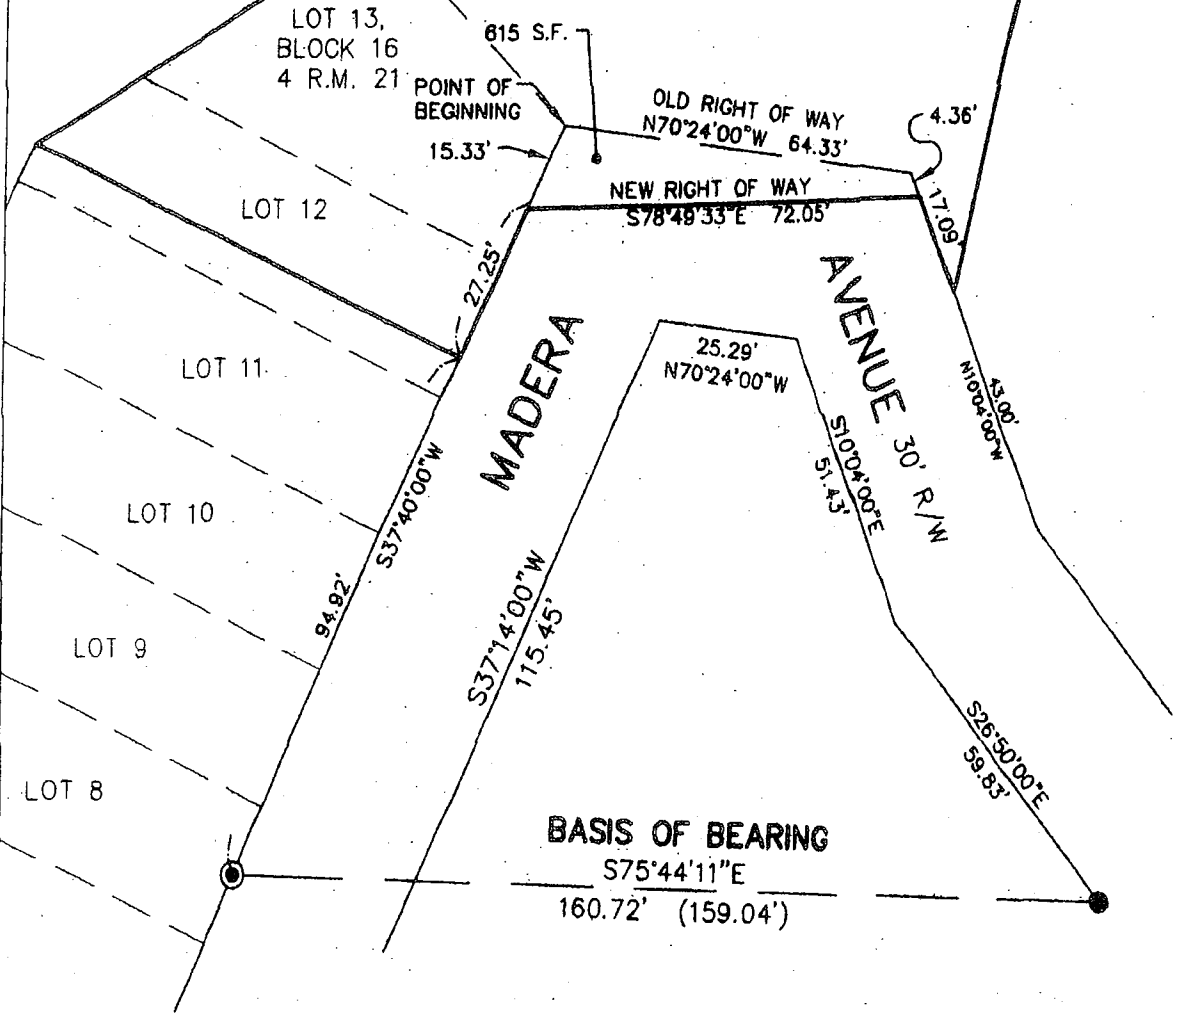 LOT 13,
BLOCK 16
4 R.M. 21
615 S.F.
POINT OF
BEGINNING
15.33'
OLD RIGHT OF WAY
N70°24'00"W 64.33'
4.36'
NEW RIGHT OF WAY
S78°49'33"E 72.05'
17.09'
LOT 12
27.25'
MADERA
AVENUE 30' R/W
25.29'
N70°24'00"W
LOT 11
43.00'
N10°04'00"W
S10°04'00"E
51.43'
S37°40'00"W
94.92'
LOT 10
S37°14'00"W
115.45'
LOT 9
S26°50'00"E
59.83'
LOT 8
BASIS OF BEARING
S75°44'11"E
160.72' (159.04')